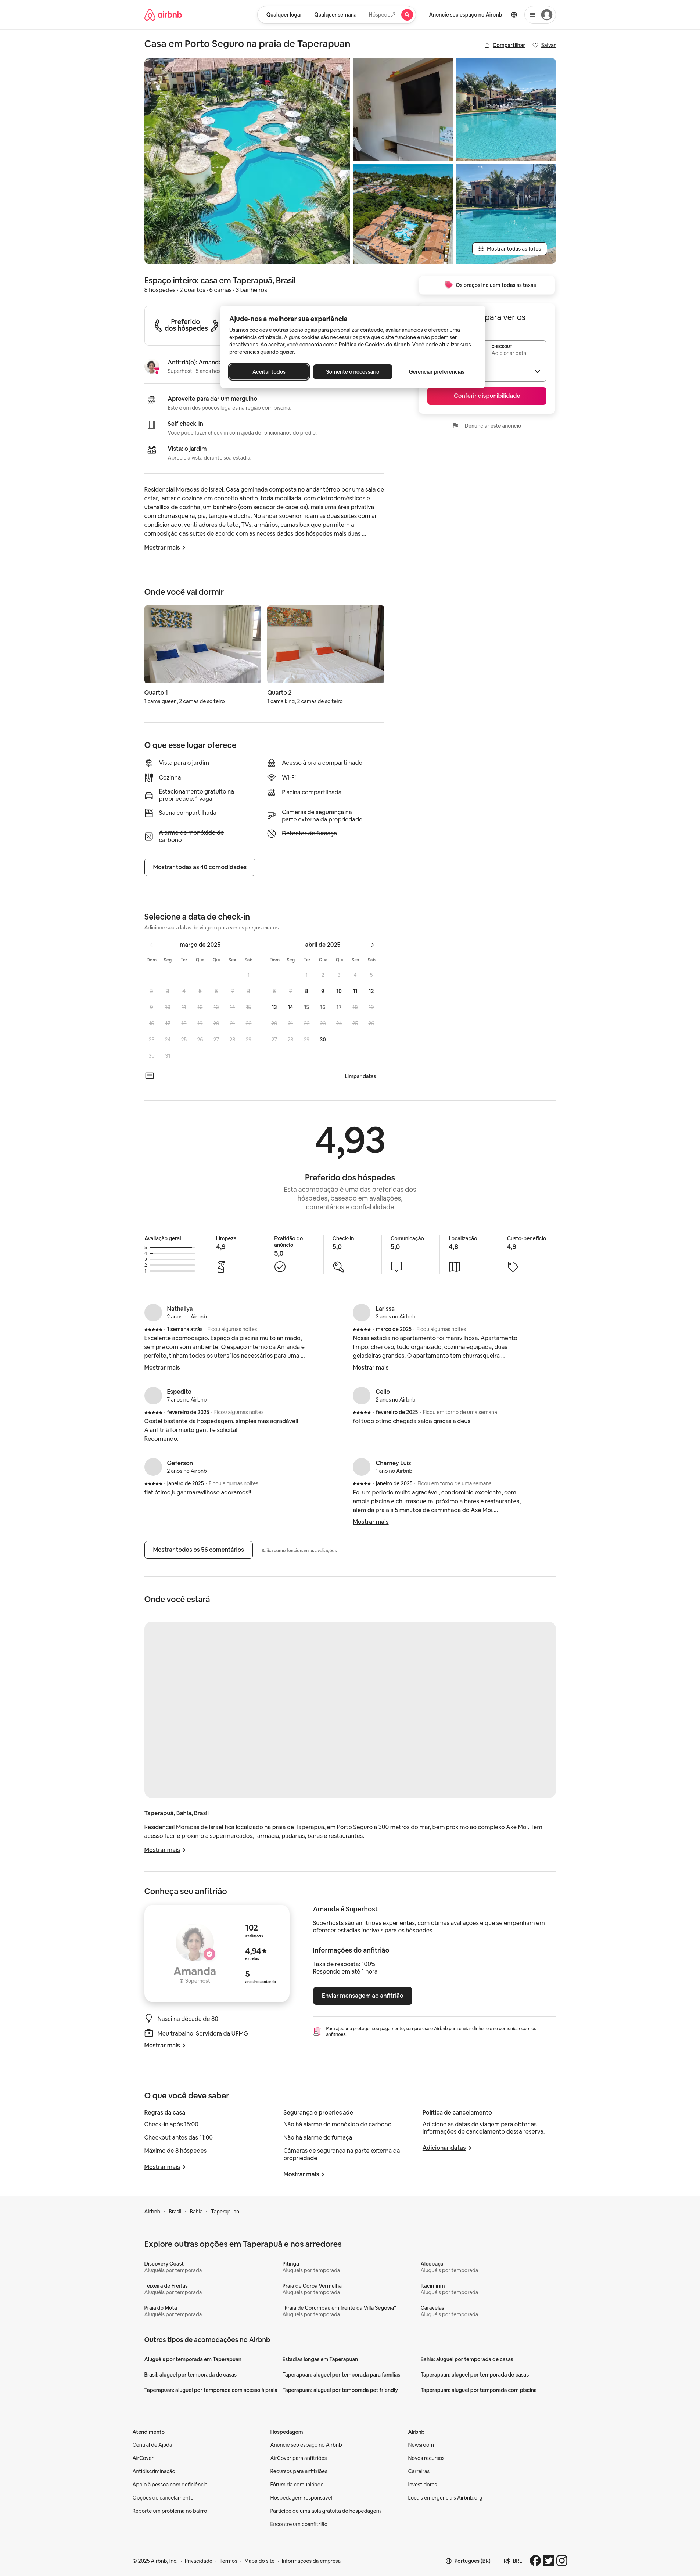 airbnb
Qualquer lugar
Qualquer semana
Hóspedes?
Anuncie seu espaço no Airbnb
Casa em Porto Seguro na praia de Taperapuan
Compartilhar
Salvar
Mostrar todas as fotos
Espaço inteiro: casa em Taperapuã, Brasil
8 hóspedes · 2 quartos · 6 camas · 3 banheiros
Os preços incluem todas as taxas
Preferido
dos hóspedes
para ver os
CHECKOUT
Adicionar data
Conferir disponibilidade
Denunciar este anúncio
Ajude-nos a melhorar sua experiência
Usamos cookies e outras tecnologias para personalizar conteúdo, avaliar anúncios e oferecer uma
experiência otimizada. Alguns cookies são necessários para que o site funcione e não podem ser
desativados. Ao aceitar, você concorda com a Política de Cookies do Airbnb. Você pode atualizar suas
preferências quando quiser.
Aceitar todos
Somente o necessário
Gerenciar preferências
Anfitriã(o): Amanda
Superhost · 5 anos hos
Aproveite para dar um mergulho
Este é um dos poucos lugares na região com piscina.
Self check-in
Você pode fazer check-in com ajuda de funcionários do prédio.
Vista: o jardim
Aprecie a vista durante sua estadia.
Residencial Moradas de Israel. Casa geminada composta no andar térreo por uma sala de
estar, jantar e cozinha em conceito aberto, toda mobiliada, com eletrodomésticos e
utensílios de cozinha, um banheiro (com secador de cabelos), mais uma área privativa
com churrasqueira, pia, tanque e ducha. No andar superior ficam as duas suítes com ar
condicionado, ventiladores de teto, TVs, armários, camas box que permitem a
composição das suítes de acordo com as necessidades dos hóspedes mais duas ...
Mostrar mais
Onde você vai dormir
Quarto 1
1 cama queen, 2 camas de solteiro
Quarto 2
1 cama king, 2 camas de solteiro
O que esse lugar oferece
Vista para o jardim
Acesso à praia compartilhado
Cozinha
Wi-Fi
Estacionamento gratuito na
propriedade: 1 vaga
Piscina compartilhada
Sauna compartilhada
Câmeras de segurança na
parte externa da propriedade
Alarme de monóxido de
carbono
Detector de fumaça
Mostrar todas as 40 comodidades
Selecione a data de check-in
Adicione suas datas de viagem para ver os preços exatos
março de 2025
Dom Seg Ter Qua Qui Sex Sáb
1
2 3 4 5 6 7 8
9 10 11 12 13 14 15
16 17 18 19 20 21 22
23 24 25 26 27 28 29
30 31
abril de 2025
Dom Seg Ter Qua Qui Sex Sáb
1 2 3 4 5
6 7 8 9 10 11 12
13 14 15 16 17 18 19
20 21 22 23 24 25 26
27 28 29 30
Limpar datas
4,93
Preferido dos hóspedes
Esta acomodação é uma das preferidas dos
hóspedes, baseado em avaliações,
comentários e confiabilidade
Avaliação geral
5
4
3
2
1
Limpeza
4,9
Exatidão do
anúncio
5,0
Check-in
5,0
Comunicação
5,0
Localização
4,8
Custo-benefício
4,9
Nathallya
2 anos no Airbnb
1 semana atrás · Ficou algumas noites
Excelente acomodação. Espaço da piscina muito animado,
sempre com som ambiente. O espaço interno da Amanda é
perfeito, tinham todos os utensílios necessários para uma ...
Mostrar mais
Larissa
3 anos no Airbnb
março de 2025 · Ficou algumas noites
Nossa estadia no apartamento foi maravilhosa. Apartamento
limpo, cheiroso, tudo organizado, cozinha equipada, duas
geladeiras grandes. O apartamento tem churrasqueira ...
Mostrar mais
Espedito
7 anos no Airbnb
fevereiro de 2025 · Ficou algumas noites
Gostei bastante da hospedagem, simples mas agradável!
A anfitriã foi muito gentil e solícita!
Recomendo.
Celio
2 anos no Airbnb
fevereiro de 2025 · Ficou em torno de uma semana
foi tudo otimo chegada saida graças a deus
Geferson
2 anos no Airbnb
janeiro de 2025 · Ficou algumas noites
flat ótimo,lugar maravilhoso adoramos!!
Charney Luiz
1 ano no Airbnb
janeiro de 2025 · Ficou em torno de uma semana
Foi um período muito agradável, condomínio excelente, com
ampla piscina e churrasqueira, próximo a bares e restaurantes,
além da praia a 5 minutos de caminhada do Axé Moi....
Mostrar mais
Mostrar todos os 56 comentários
Saiba como funcionam as avaliações
Onde você estará
Taperapuã, Bahia, Brasil
Residencial Moradas de Israel fica localizado na praia de Taperapuã, em Porto Seguro à 300 metros do mar, bem próximo ao complexo Axé Moi. Tem
acesso fácil e próximo a supermercados, farmácia, padarias, bares e restaurantes.
Mostrar mais
Conheça seu anfitrião
Amanda
Superhost
102
avaliações
4,94★
estrelas
5
anos hospedando
Nasci na década de 80
Meu trabalho: Servidora da UFMG
Mostrar mais
Amanda é Superhost
Superhosts são anfitriões experientes, com ótimas avaliações e que se empenham em
oferecer estadias incríveis para os hóspedes.
Informações do anfitrião
Taxa de resposta: 100%
Responde em até 1 hora
Enviar mensagem ao anfitrião
Para ajudar a proteger seu pagamento, sempre use o Airbnb para enviar dinheiro e se comunicar com os
anfitriões.
O que você deve saber
Regras da casa
Check-in após 15:00
Checkout antes das 11:00
Máximo de 8 hóspedes
Mostrar mais
Segurança e propriedade
Não há alarme de monóxido de carbono
Não há alarme de fumaça
Câmeras de segurança na parte externa da
propriedade
Mostrar mais
Política de cancelamento
Adicione as datas de viagem para obter as
informações de cancelamento dessa reserva.
Adicionar datas
Airbnb
Brasil
Bahia
Taperapuan
Explore outras opções em Taperapuã e nos arredores
Discovery Coast
Aluguéis por temporada
Pitinga
Aluguéis por temporada
Alcobaça
Aluguéis por temporada
Teixeira de Freitas
Aluguéis por temporada
Praia de Coroa Vermelha
Aluguéis por temporada
Itacimirim
Aluguéis por temporada
Praia do Muta
Aluguéis por temporada
"Praia de Corumbau em frente da Villa Segovia"
Aluguéis por temporada
Caravelas
Aluguéis por temporada
Outros tipos de acomodações no Airbnb
Aluguéis por temporada em Taperapuan
Estadias longas em Taperapuan
Bahia: aluguel por temporada de casas
Brasil: aluguel por temporada de casas
Taperapuan: aluguel por temporada para famílias
Taperapuan: aluguel por temporada de casas
Taperapuan: aluguel por temporada com acesso à praia
Taperapuan: aluguel por temporada pet friendly
Taperapuan: aluguel por temporada com piscina
Atendimento
Central de Ajuda
AirCover
Antidiscriminação
Apoio à pessoa com deficiência
Opções de cancelamento
Reporte um problema no bairro
Hospedagem
Anuncie seu espaço no Airbnb
AirCover para anfitriões
Recursos para anfitriões
Fórum da comunidade
Hospedagem responsável
Participe de uma aula gratuita de hospedagem
Encontre um coanfitrião
Airbnb
Newsroom
Novos recursos
Carreiras
Investidores
Locais emergenciais Airbnb.org
© 2025 Airbnb, Inc. · Privacidade · Termos · Mapa do site · Informações da empresa
Português (BR)
R$ BRL